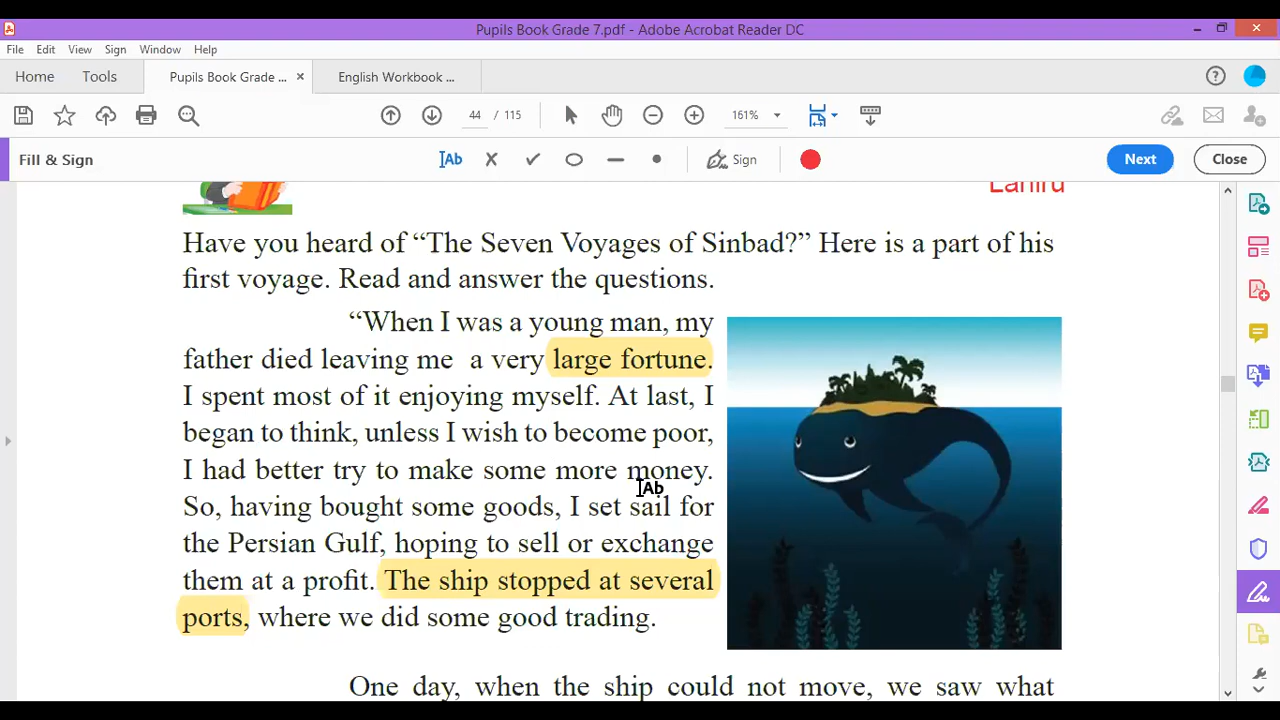 Pupils Book Grade 7.pdf - Adobe Acrobat Reader DC
File Edit View Sign Window Help
Home Tools Pupils Book Grade ... × English Workbook ...
44 / 115 161%
Fill & Sign Ab Sign Next Close
Lahiru
Have you heard of “The Seven Voyages of Sinbad?” Here is a part of his
first voyage. Read and answer the questions.
“When I was a young man, my
father died leaving me a very large fortune.
I spent most of it enjoying myself. At last, I
began to think, unless I wish to become poor,
I had better try to make some more money.
Ab
So, having bought some goods, I set sail for
the Persian Gulf, hoping to sell or exchange
them at a profit. The ship stopped at several
ports, where we did some good trading.
One day, when the ship could not move, we saw what